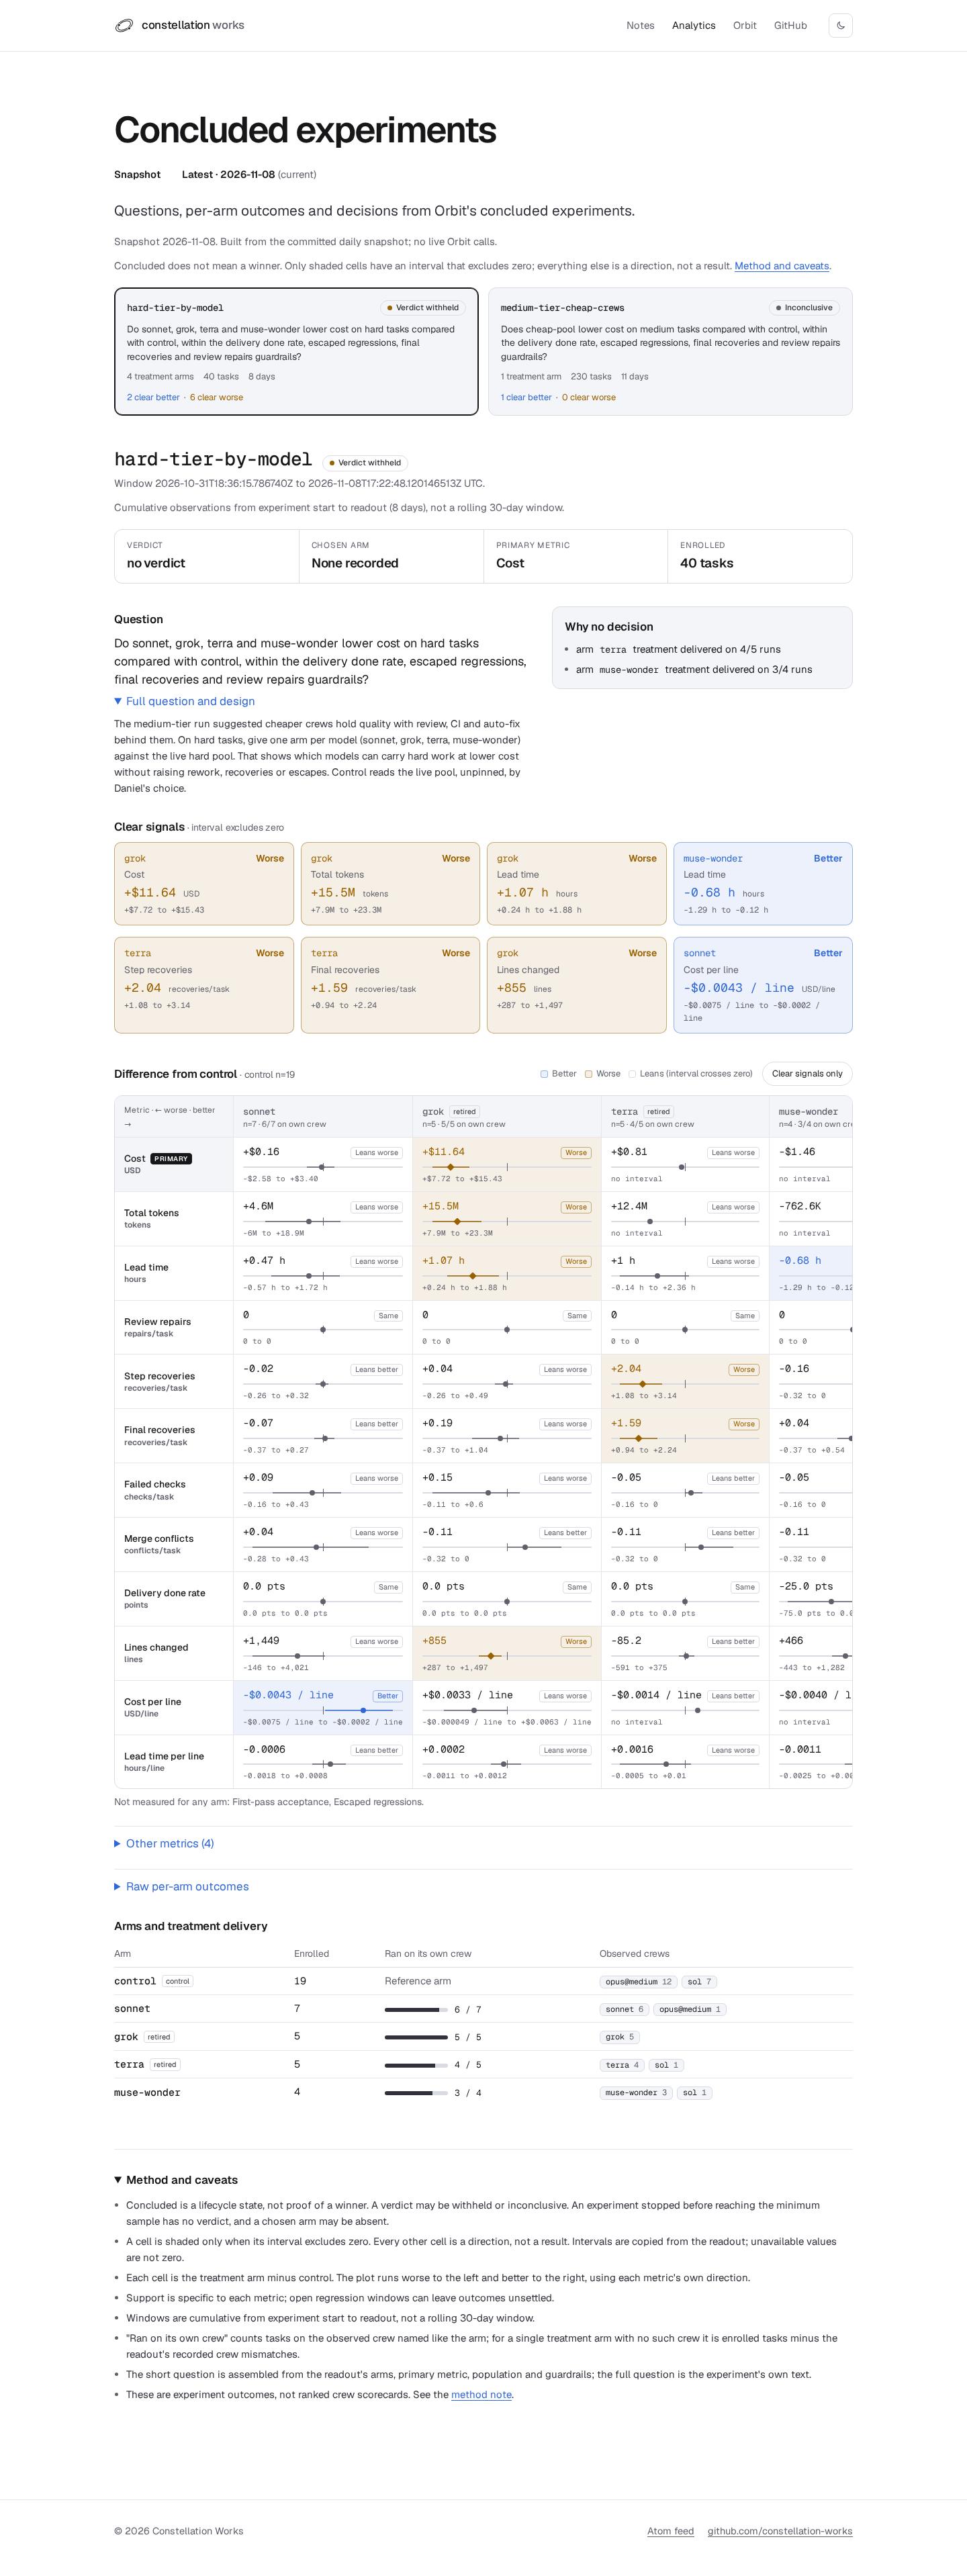 constellation works
Notes Analytics Orbit GitHub
Concluded experiments
Snapshot Latest · 2026-11-08 (current)
Questions, per-arm outcomes and decisions from Orbit's concluded experiments.
Snapshot 2026-11-08. Built from the committed daily snapshot; no live Orbit calls.
Concluded does not mean a winner. Only shaded cells have an interval that excludes zero; everything else is a direction, not a result. Method and caveats.
hard-tier-by-model Verdict withheld
Do sonnet, grok, terra and muse-wonder lower cost on hard tasks compared
with control, within the delivery done rate, escaped regressions, final
recoveries and review repairs guardrails?
4 treatment arms 40 tasks 8 days
2 clear better · 6 clear worse
medium-tier-cheap-crews Inconclusive
Does cheap-pool lower cost on medium tasks compared with control, within
the delivery done rate, escaped regressions, final recoveries and review repairs
guardrails?
1 treatment arm 230 tasks 11 days
1 clear better · 0 clear worse
hard-tier-by-model Verdict withheld
Window 2026-10-31T18:36:15.786740Z to 2026-11-08T17:22:48.120146513Z UTC.
Cumulative observations from experiment start to readout (8 days), not a rolling 30-day window.
VERDICT
no verdict
CHOSEN ARM
None recorded
PRIMARY METRIC
Cost
ENROLLED
40 tasks
Question
Do sonnet, grok, terra and muse-wonder lower cost on hard tasks
compared with control, within the delivery done rate, escaped regressions,
final recoveries and review repairs guardrails?
▼ Full question and design
The medium-tier run suggested cheaper crews hold quality with review, CI and auto-fix
behind them. On hard tasks, give one arm per model (sonnet, grok, terra, muse-wonder)
against the live hard pool. That shows which models can carry hard work at lower cost
without raising rework, recoveries or escapes. Control reads the live pool, unpinned, by
Daniel's choice.
Why no decision
• arm terra treatment delivered on 4/5 runs
• arm muse-wonder treatment delivered on 3/4 runs
Clear signals · interval excludes zero
grok Worse
Cost
+$11.64 USD
+$7.72 to +$15.43
grok Worse
Total tokens
+15.5M tokens
+7.9M to +23.3M
grok Worse
Lead time
+1.07 h hours
+0.24 h to +1.88 h
muse-wonder Better
Lead time
-0.68 h hours
-1.29 h to -0.12 h
terra Worse
Step recoveries
+2.04 recoveries/task
+1.08 to +3.14
terra Worse
Final recoveries
+1.59 recoveries/task
+0.94 to +2.24
grok Worse
Lines changed
+855 lines
+287 to +1,497
sonnet Better
Cost per line
-$0.0043 / line USD/line
-$0.0075 / line to -$0.0002 /
line
Difference from control · control n=19
Better Worse Leans (interval crosses zero) Clear signals only
Metric · ← worse · better
→
sonnet
n=7 · 6/7 on own crew
grok retired
n=5 · 5/5 on own crew
terra retired
n=5 · 4/5 on own crew
muse-wonder
n=4 · 3/4 on own cre
Cost PRIMARY
USD
+$0.16 Leans worse
-$2.58 to +$3.40
+$11.64 Worse
+$7.72 to +$15.43
+$0.81 Leans worse
no interval
-$1.46
no interval
Total tokens
tokens
+4.6M Leans worse
-6M to +18.9M
+15.5M Worse
+7.9M to +23.3M
+12.4M Leans worse
no interval
-762.6K
no interval
Lead time
hours
+0.47 h Leans worse
-0.57 h to +1.72 h
+1.07 h Worse
+0.24 h to +1.88 h
+1 h Leans worse
-0.14 h to +2.36 h
-0.68 h
-1.29 h to -0.12
Review repairs
repairs/task
0 Same
0 to 0
0 Same
0 to 0
0 Same
0 to 0
0
0 to 0
Step recoveries
recoveries/task
-0.02 Leans better
-0.26 to +0.32
+0.04 Leans worse
-0.26 to +0.49
+2.04 Worse
+1.08 to +3.14
-0.16
-0.32 to 0
Final recoveries
recoveries/task
-0.07 Leans better
-0.37 to +0.27
+0.19 Leans worse
-0.37 to +1.04
+1.59 Worse
+0.94 to +2.24
+0.04
-0.37 to +0.54
Failed checks
checks/task
+0.09 Leans worse
-0.16 to +0.43
+0.15 Leans worse
-0.11 to +0.6
-0.05 Leans better
-0.16 to 0
-0.05
-0.16 to 0
Merge conflicts
conflicts/task
+0.04 Leans worse
-0.28 to +0.43
-0.11 Leans better
-0.32 to 0
-0.11 Leans better
-0.32 to 0
-0.11
-0.32 to 0
Delivery done rate
points
0.0 pts Same
0.0 pts to 0.0 pts
0.0 pts Same
0.0 pts to 0.0 pts
0.0 pts Same
0.0 pts to 0.0 pts
-25.0 pts
-75.0 pts to 0.0
Lines changed
lines
+1,449 Leans worse
-146 to +4,021
+855 Worse
+287 to +1,497
-85.2 Leans better
-591 to +375
+466
-443 to +1,282
Cost per line
USD/line
-$0.0043 / line Better
-$0.0075 / line to -$0.0002 / line
+$0.0033 / line Leans worse
-$0.000049 / line to +$0.0063 / line
-$0.0014 / line Leans better
no interval
-$0.0040 / l
no interval
Lead time per line
hours/line
-0.0006 Leans better
-0.0018 to +0.0008
+0.0002 Leans worse
-0.0011 to +0.0012
+0.0016 Leans worse
-0.0005 to +0.01
-0.0011
-0.0025 to +0.00
Not measured for any arm: First-pass acceptance, Escaped regressions.
▶ Other metrics (4)
▶ Raw per-arm outcomes
Arms and treatment delivery
Arm Enrolled Ran on its own crew Observed crews
control control 19 Reference arm opus@medium 12 sol 7
sonnet 7 6 / 7 sonnet 6 opus@medium 1
grok retired 5 5 / 5 grok 5
terra retired 5 4 / 5 terra 4 sol 1
muse-wonder 4 3 / 4 muse-wonder 3 sol 1
▼ Method and caveats
• Concluded is a lifecycle state, not proof of a winner. A verdict may be withheld or inconclusive. An experiment stopped before reaching the minimum
sample has no verdict, and a chosen arm may be absent.
• A cell is shaded only when its interval excludes zero. Every other cell is a direction, not a result. Intervals are copied from the readout; unavailable values
are not zero.
• Each cell is the treatment arm minus control. The plot runs worse to the left and better to the right, using each metric's own direction.
• Support is specific to each metric; open regression windows can leave outcomes unsettled.
• Windows are cumulative from experiment start to readout, not a rolling 30-day window.
• "Ran on its own crew" counts tasks on the observed crew named like the arm; for a single treatment arm with no such crew it is enrolled tasks minus the
readout's recorded crew mismatches.
• The short question is assembled from the readout's arms, primary metric, population and guardrails; the full question is the experiment's own text.
• These are experiment outcomes, not ranked crew scorecards. See the method note.
© 2026 Constellation Works
Atom feed github.com/constellation-works